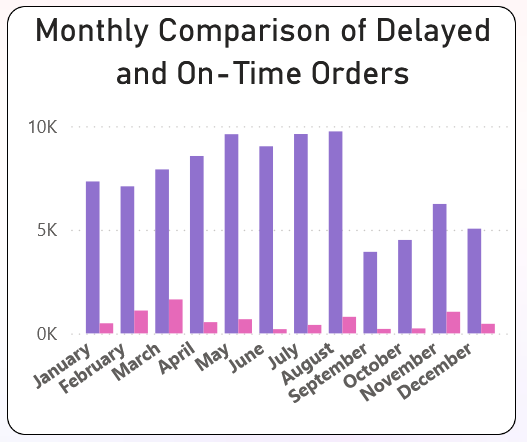 Monthly Comparison of Delayed
and On-Time Orders
10K
5K
0K
January
February
March
April
May
June
July
August
September
October
November
December